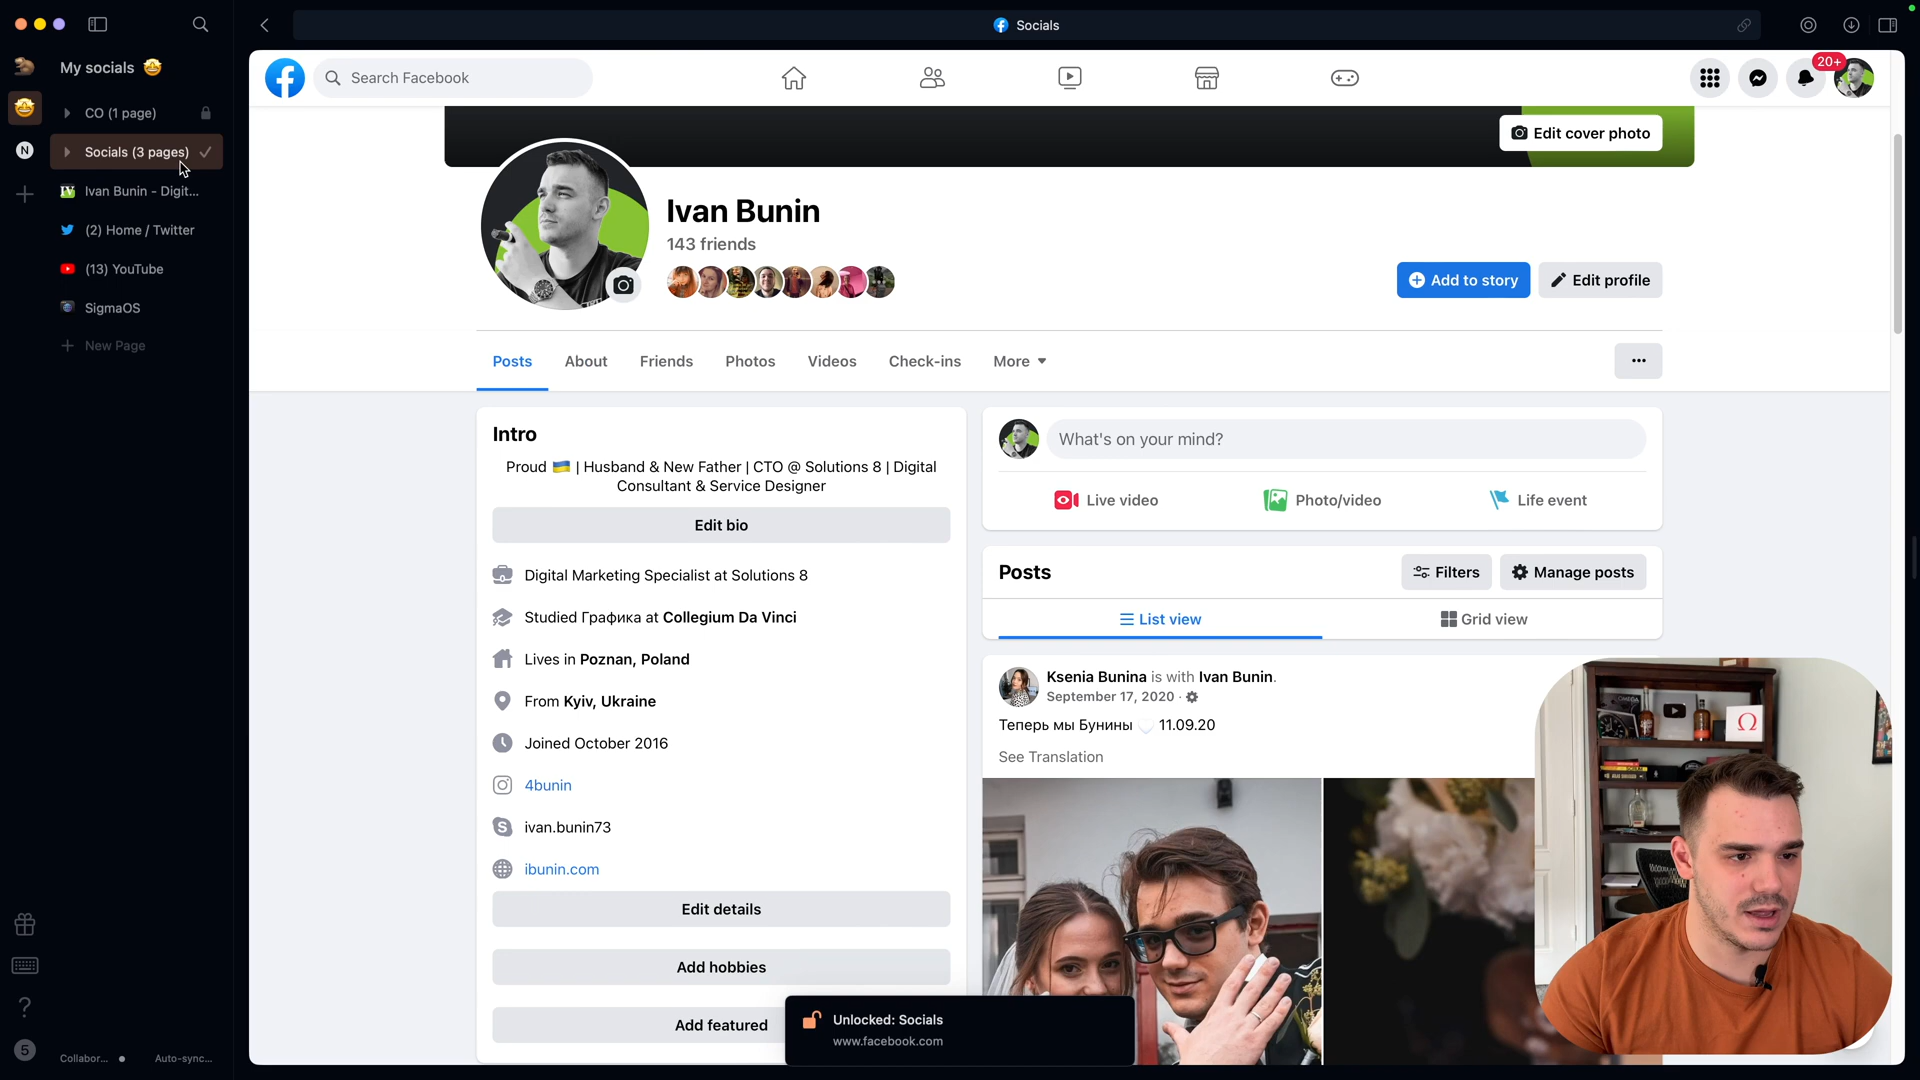 Socials
My socials 🤩
CO (1 page)
Socials (3 pages)
N
Ivan Bunin - Digit...
(2) Home / Twitter
(13) YouTube
SigmaOS
New Page
5
Collabor...
Auto-sync...
Search Facebook
20+
Edit cover photo
Ivan Bunin
143 friends
Add to story
Edit profile
Posts
About
Friends
Photos
Videos
Check-ins
More
Intro
Proud 🇺🇦 | Husband & New Father | CTO @ Solutions 8 | Digital
Consultant & Service Designer
Edit bio
Digital Marketing Specialist at Solutions 8
Studied Графика at Collegium Da Vinci
Lives in Poznan, Poland
From Kyiv, Ukraine
Joined October 2016
4bunin
ivan.bunin73
ibunin.com
Edit details
Add hobbies
Add featured
What's on your mind?
Live video
Photo/video
Life event
Posts
Filters
Manage posts
List view
Grid view
Ksenia Bunina is with Ivan Bunin.
September 17, 2020 ·
Теперь мы Бунины 🤍 11.09.20
See Translation
Unlocked: Socials
www.facebook.com